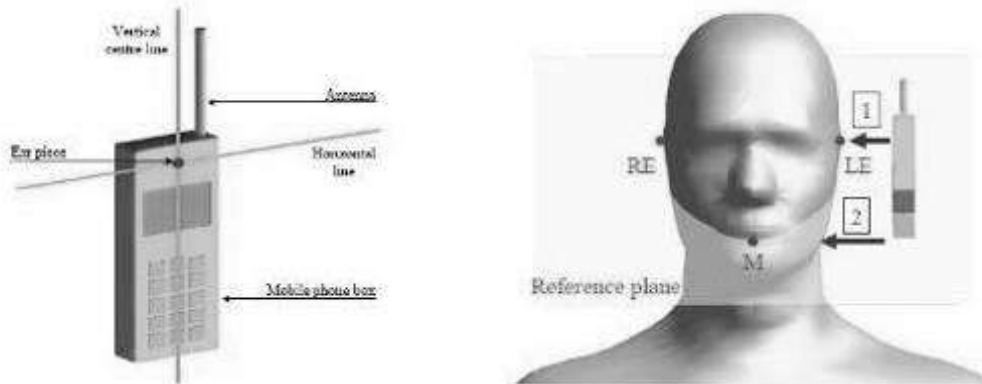 Vertical
centre line
Antenna
Ear piece
Horizontal
line
Mobile phone box
1
RE
LE
2
M
Reference plane